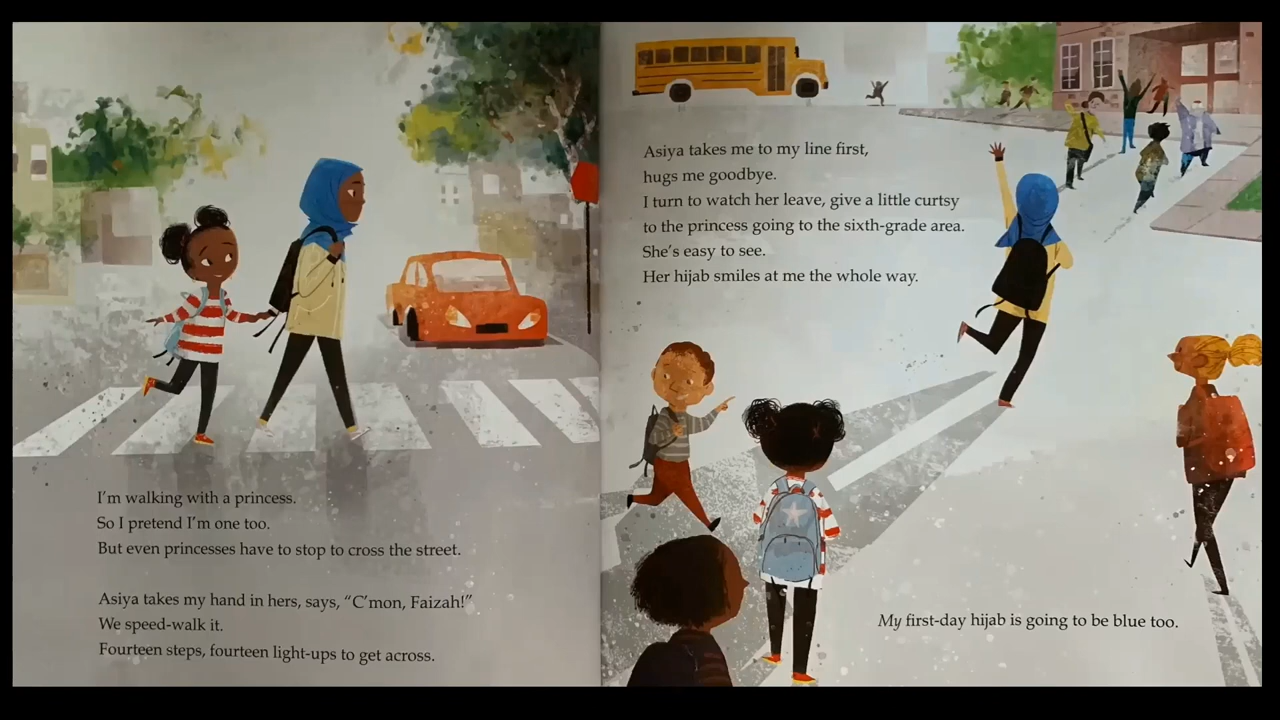 I'm walking with a princess.
So I pretend I'm one too.
But even princesses have to stop to cross the street.
Asiya takes my hand in hers, says, “C'mon, Faizah!”
We speed-walk it.
Fourteen steps, fourteen light-ups to get across.
Asiya takes me to my line first,
hugs me goodbye.
I turn to watch her leave, give a little curtsy
to the princess going to the sixth-grade area.
She's easy to see.
Her hijab smiles at me the whole way.
My first-day hijab is going to be blue too.